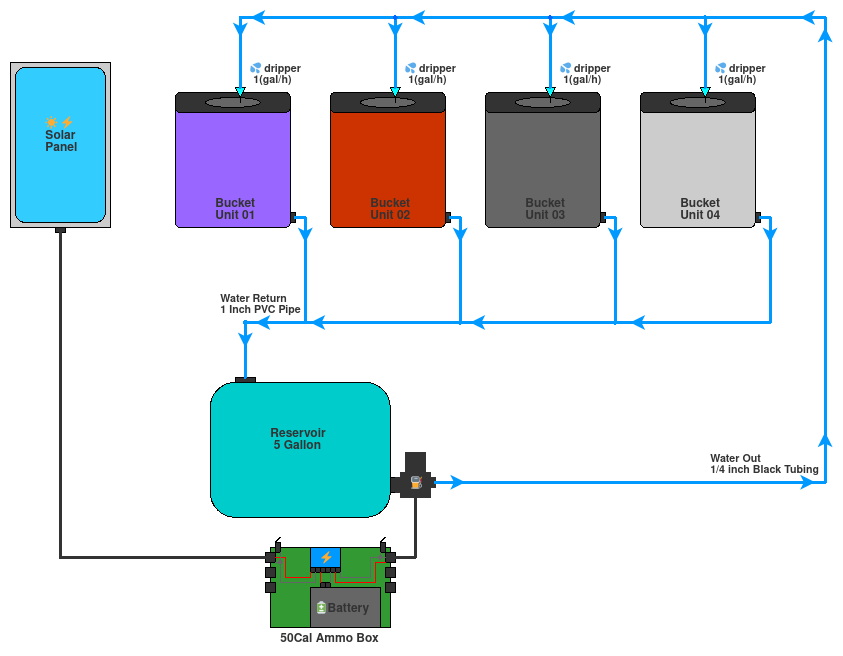 dripper
1(gal/h)
dripper
1(gal/h)
dripper
1(gal/h)
dripper
1(gal/h)
Solar
Panel
Bucket
Unit 01
Bucket
Unit 02
Bucket
Unit 03
Bucket
Unit 04
Water Return
1 Inch PVC Pipe
Reservoir
5 Gallon
Water Out
1/4 inch Black Tubing
Battery
50Cal Ammo Box